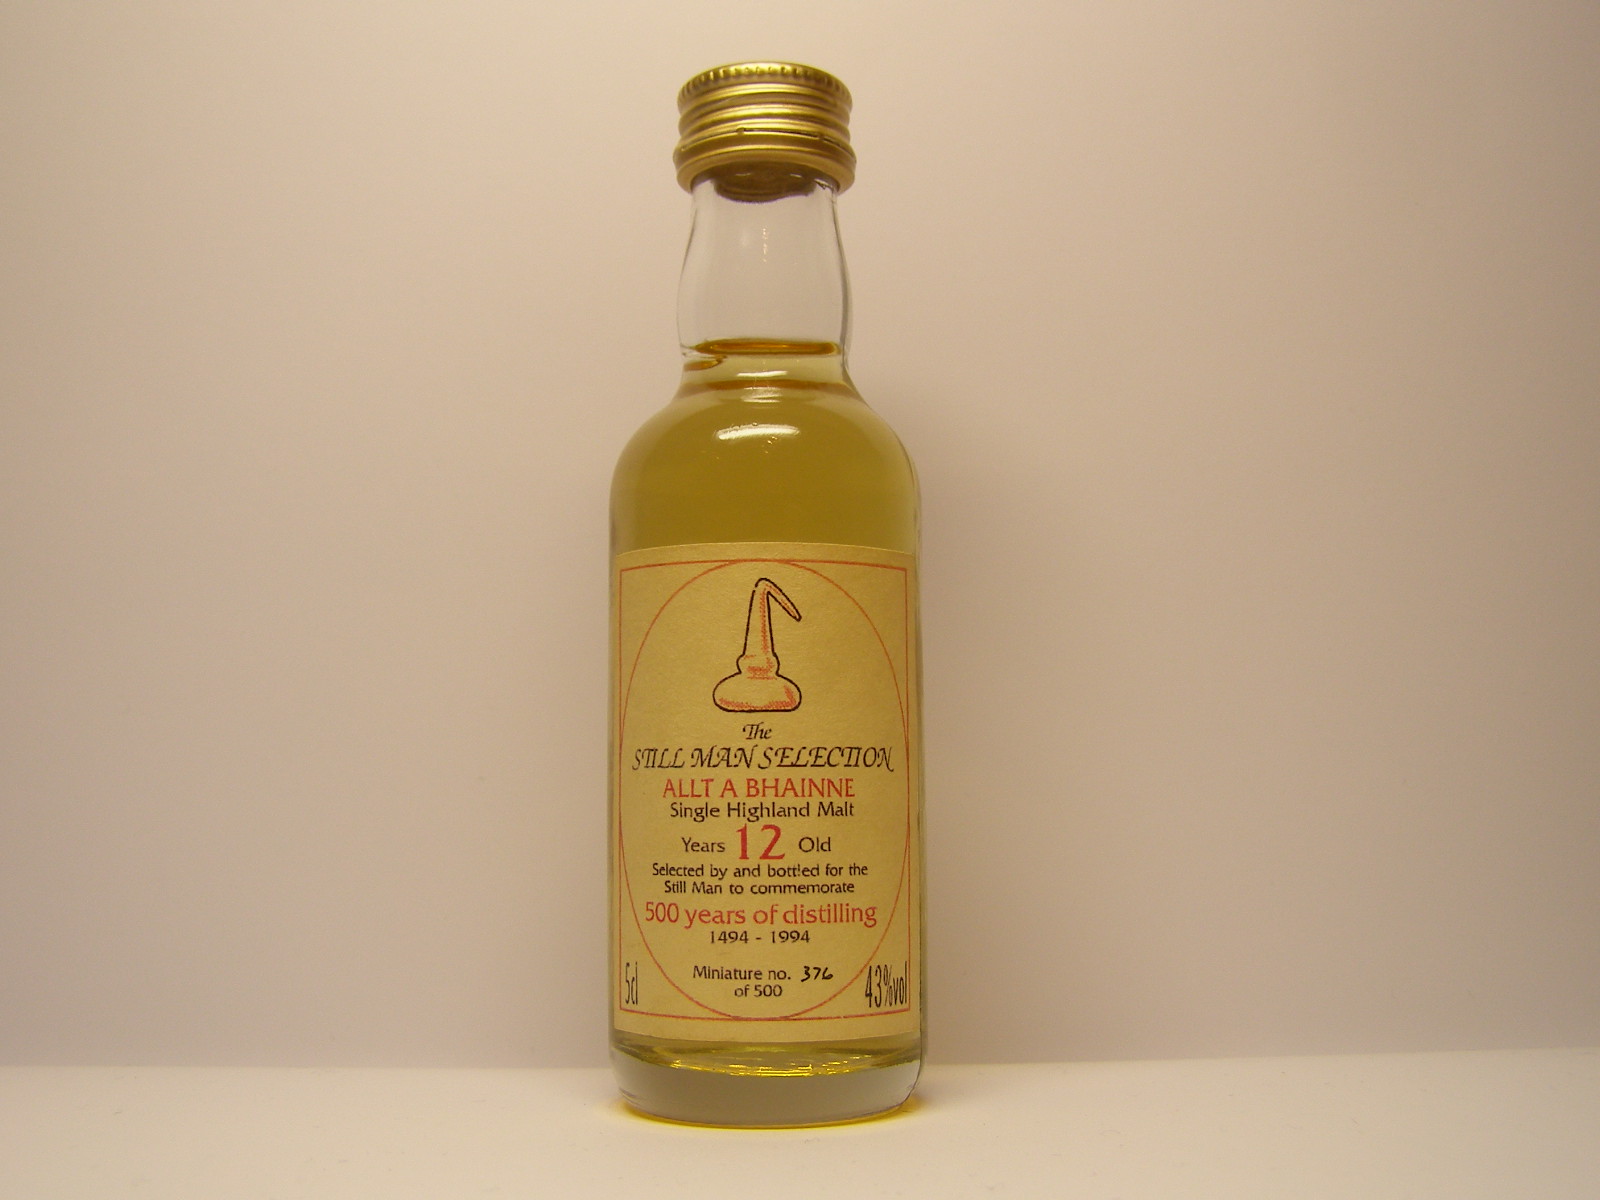 The
STILL MAN SELECTION
ALLT A BHAINNE
Single Highland Malt
Years 12 Old
Selected by and bottled for the
Still Man to commemorate
500 years of distilling
1494 - 1994
Miniature no. 376
of 500
5cl
43%vol